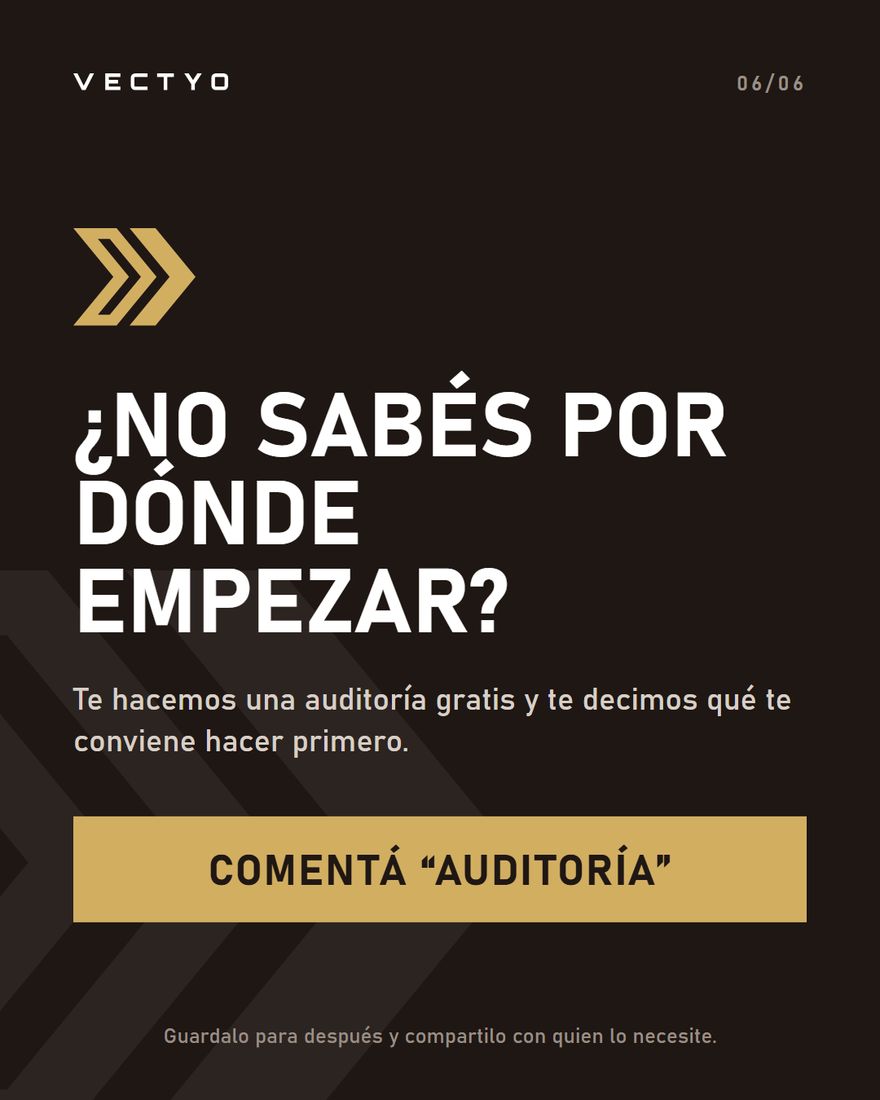 VECTYO
06/06
¿NO SABÉS POR
DÓNDE
EMPEZAR?
Te hacemos una auditoría gratis y te decimos qué te
conviene hacer primero.
COMENTÁ “AUDITORÍA”
Guardalo para después y compartilo con quien lo necesite.